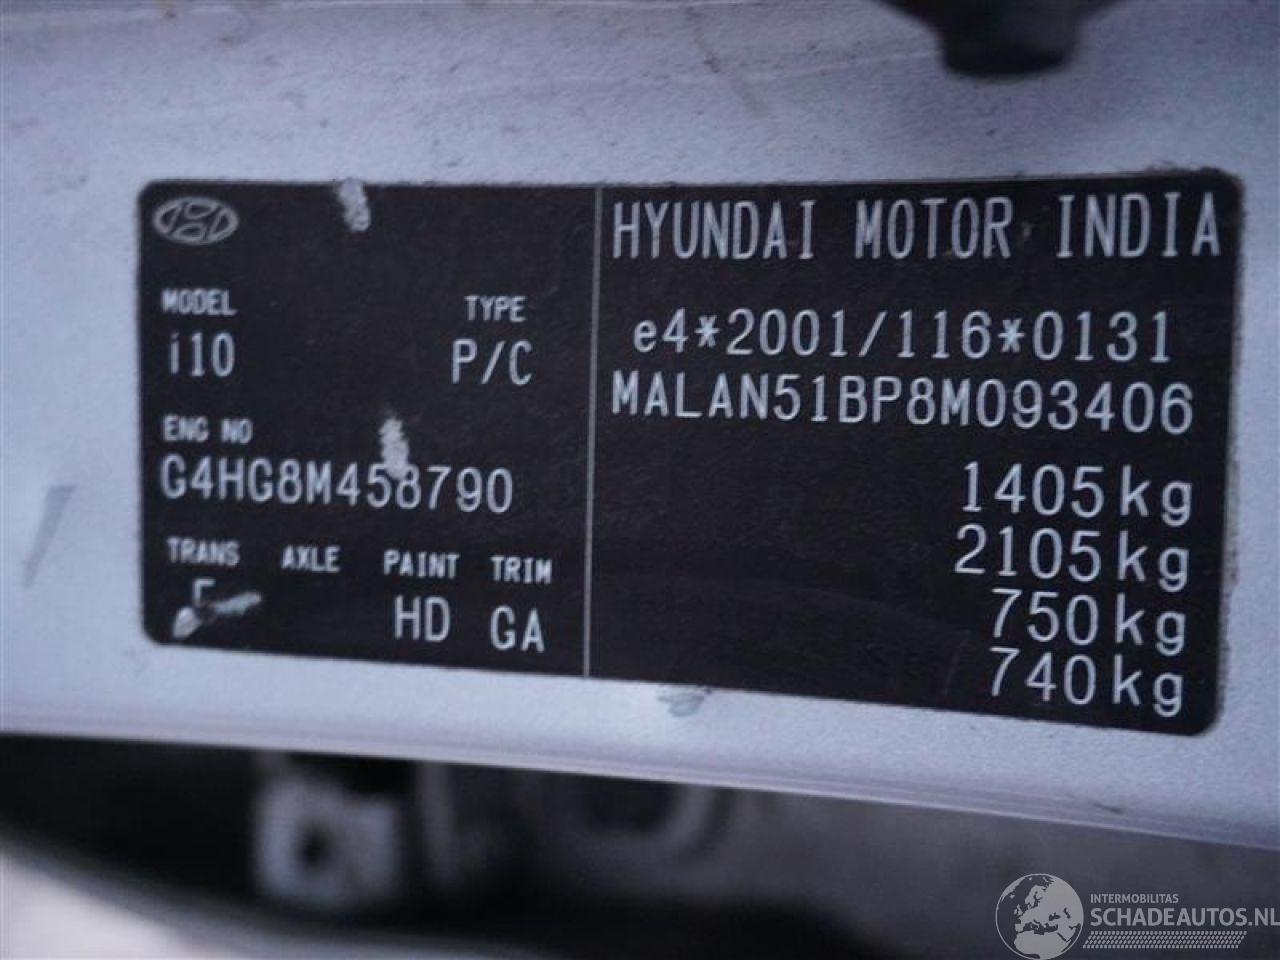 HYUNDAI MOTOR INDIA
MODEL TYPE
i10 P/C
ENG NO
G4HG8M458790
TRANS AXLE PAINT TRIM
HD GA
e4*2001/116*0131
MALAN51BP8M093406
1405kg
2105kg
750kg
740kg
INTERMOBILITAS
SCHADEAUTOS.NL